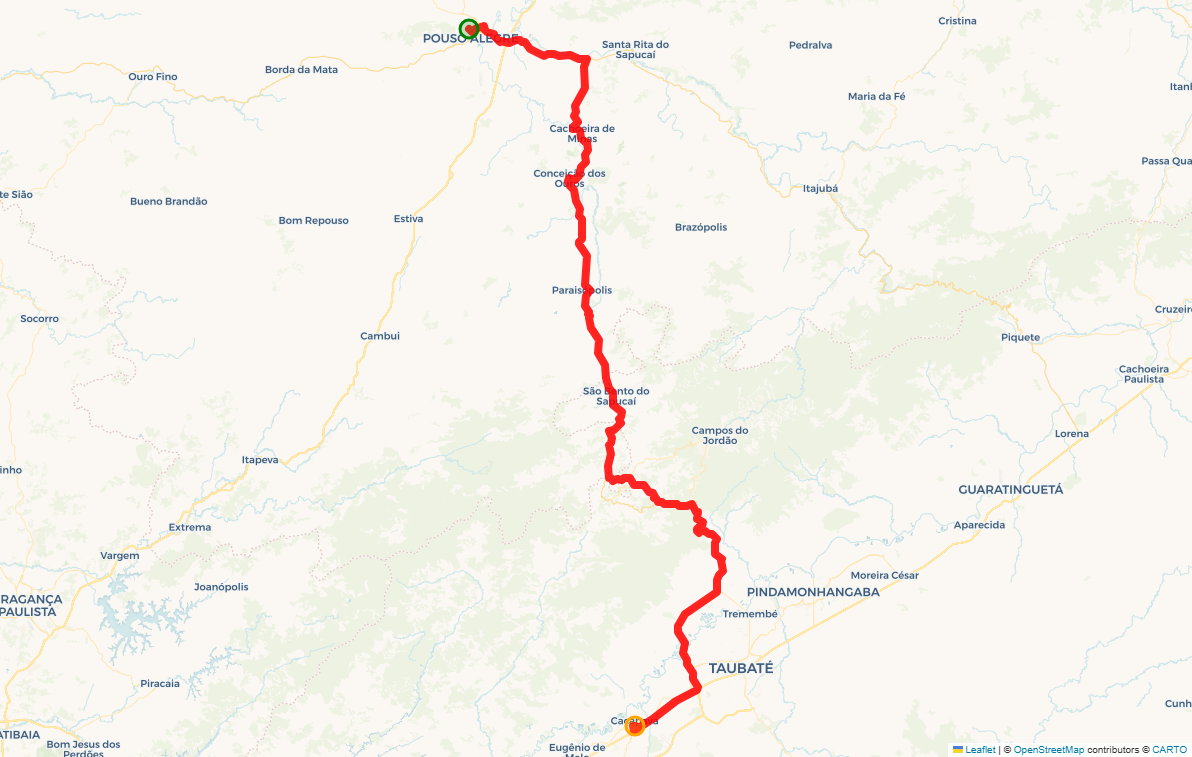 Cristina
POUSO ALEGRE
Santa Rita do
Sapucaí
Pedralva
Ouro Fino
Borda da Mata
Itanh
Maria da Fé
Cachoeira de
Minas
Passa Qua
Conceição dos
Ouros
Itajubá
te Sião
Bueno Brandão
Bom Repouso
Estiva
Brazópolis
Paraisópolis
Socorro
Cruzeiro
Cambui
Piquete
Cachoeira
Paulista
São Bento do
Sapucaí
Campos do
Jordão
Lorena
Itapeva
inho
GUARATINGUETÁ
Extrema
Aparecida
Vargem
Joanópolis
Moreira César
RAGANÇA
PAULISTA
PINDAMONHANGABA
Tremembé
TAUBATÉ
Piracaia
Cunh
Caçapava
ATIBAIA
Bom Jesus dos
Perdões
Eugênio de
Melo
Leaflet | © OpenStreetMap contributors © CARTO